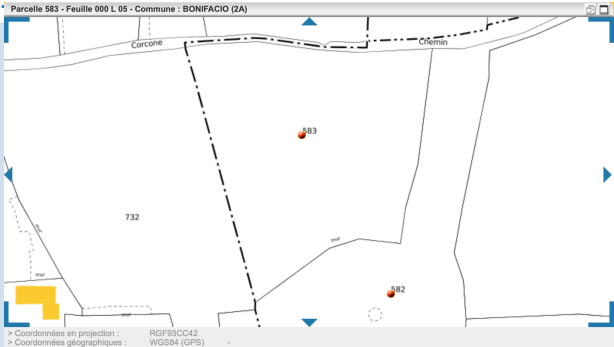 Parcelle 583 - Feuille 000 L 05 - Commune : BONIFACIO (2A)
Corcone
Chemin
583
732
mur
mur
582
mur
> Coordonnées en projection : RGF93CC42
> Coordonnées géographiques : WGS84 (GPS) -